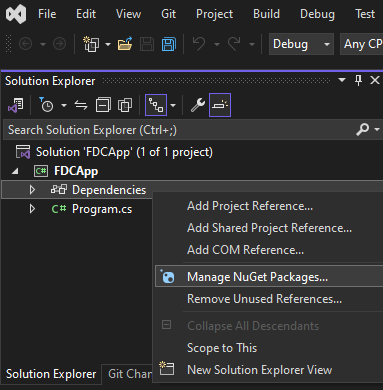 File Edit View Git Project Build Debug Test
Debug Any CP
Solution Explorer
Search Solution Explorer (Ctrl+;)
Solution 'FDCApp' (1 of 1 project)
FDCApp
Dependencies
C# Program.cs
Add Project Reference...
Add Shared Project Reference...
Add COM Reference...
Manage NuGet Packages...
Remove Unused References...
Collapse All Descendants
Scope to This
New Solution Explorer View
Solution Explorer Git Chan